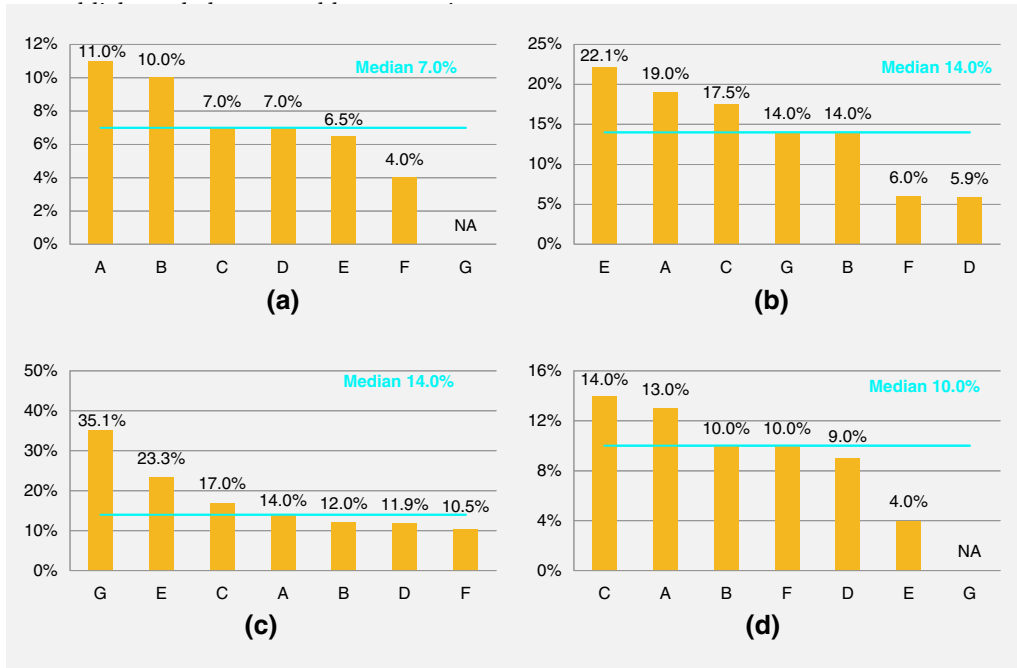 12% 11.0% 10.0% Median 7.0%
10%
8% 7.0% 7.0% 6.5%
6%
4% 4.0%
2% NA
0%
A B C D E F G
(a)
25% 22.1% Median 14.0%
20% 19.0% 17.5%
15% 14.0% 14.0%
10%
5% 6.0% 5.9%
0%
E A C G B F D
(b)
50% Median 14.0%
40% 35.1%
30% 23.3%
20% 17.0% 14.0% 12.0% 11.9% 10.5%
10%
0%
G E C A B D F
(c)
16% 14.0% 13.0% Median 10.0%
12% 10.0% 10.0% 9.0%
8%
4% 4.0%
NA
0%
C A B F D E G
(d)